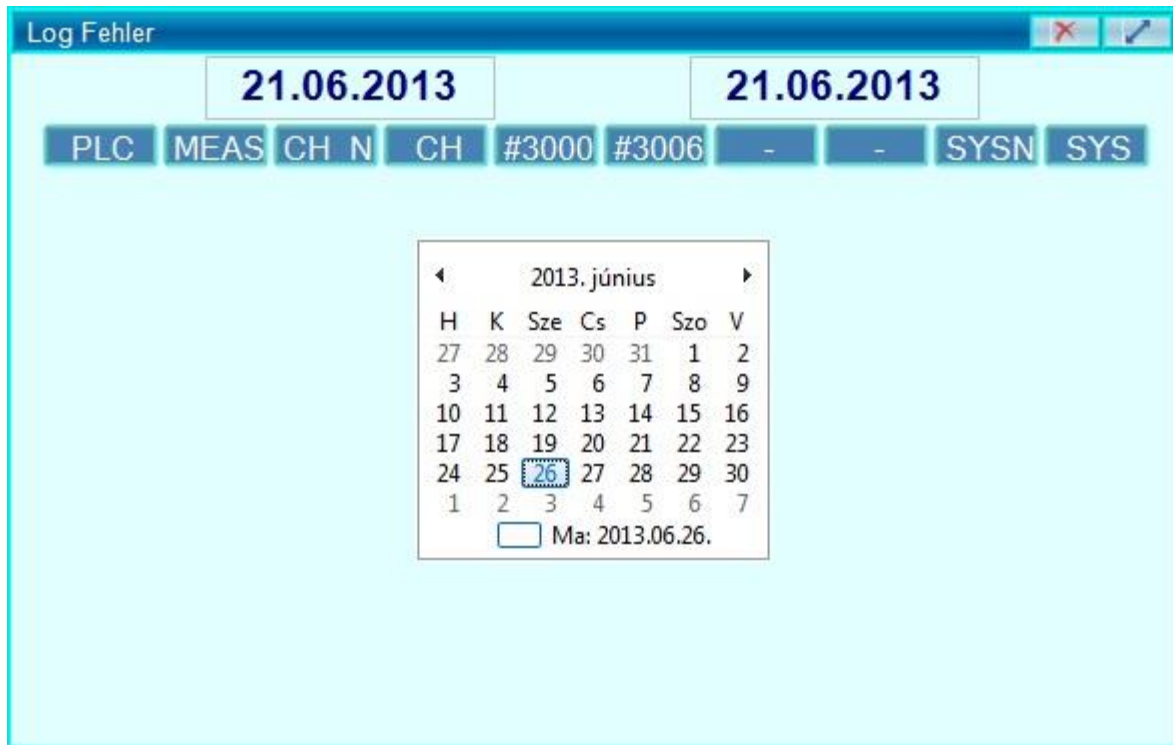 Log Fehler
21.06.2013 21.06.2013
PLC MEAS CH N CH #3000 #3006 - - SYSN SYS
2013. június
H K Sze Cs P Szo V
27 28 29 30 31 1 2
3 4 5 6 7 8 9
10 11 12 13 14 15 16
17 18 19 20 21 22 23
24 25 26 27 28 29 30
1 2 3 4 5 6 7
Ma: 2013.06.26.